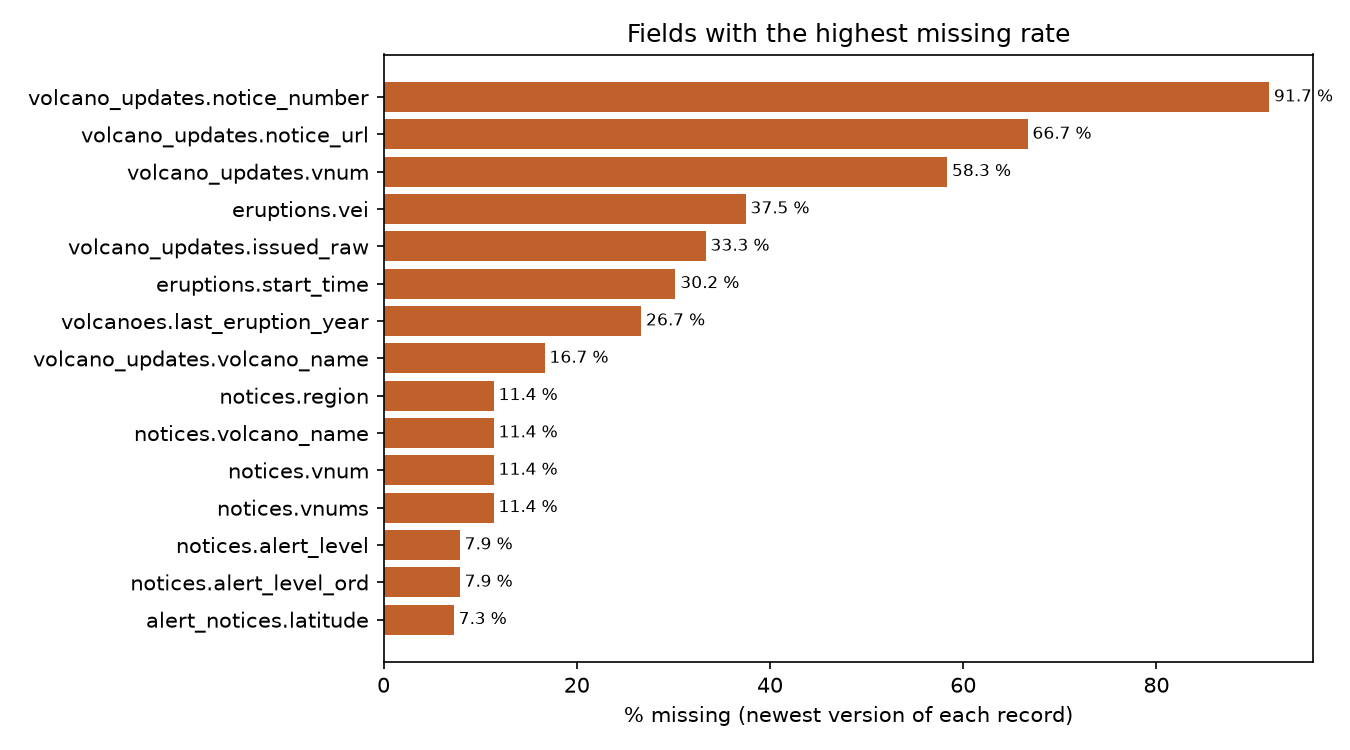 Fields with the highest missing rate
volcano_updates.notice_number 91.7 %
volcano_updates.notice_url 66.7 %
volcano_updates.vnum 58.3 %
eruptions.vei 37.5 %
volcano_updates.issued_raw 33.3 %
eruptions.start_time 30.2 %
volcanoes.last_eruption_year 26.7 %
volcano_updates.volcano_name 16.7 %
notices.region 11.4 %
notices.volcano_name 11.4 %
notices.vnum 11.4 %
notices.vnums 11.4 %
notices.alert_level 7.9 %
notices.alert_level_ord 7.9 %
alert_notices.latitude 7.3 %
0 20 40 60 80
% missing (newest version of each record)